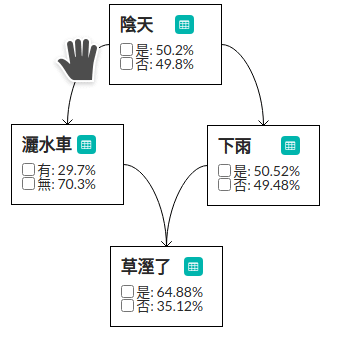 陰天
是: 50.2%
否: 49.8%
灑水車
有: 29.7%
無: 70.3%
下雨
是: 50.52%
否: 49.48%
草溼了
是: 64.88%
否: 35.12%